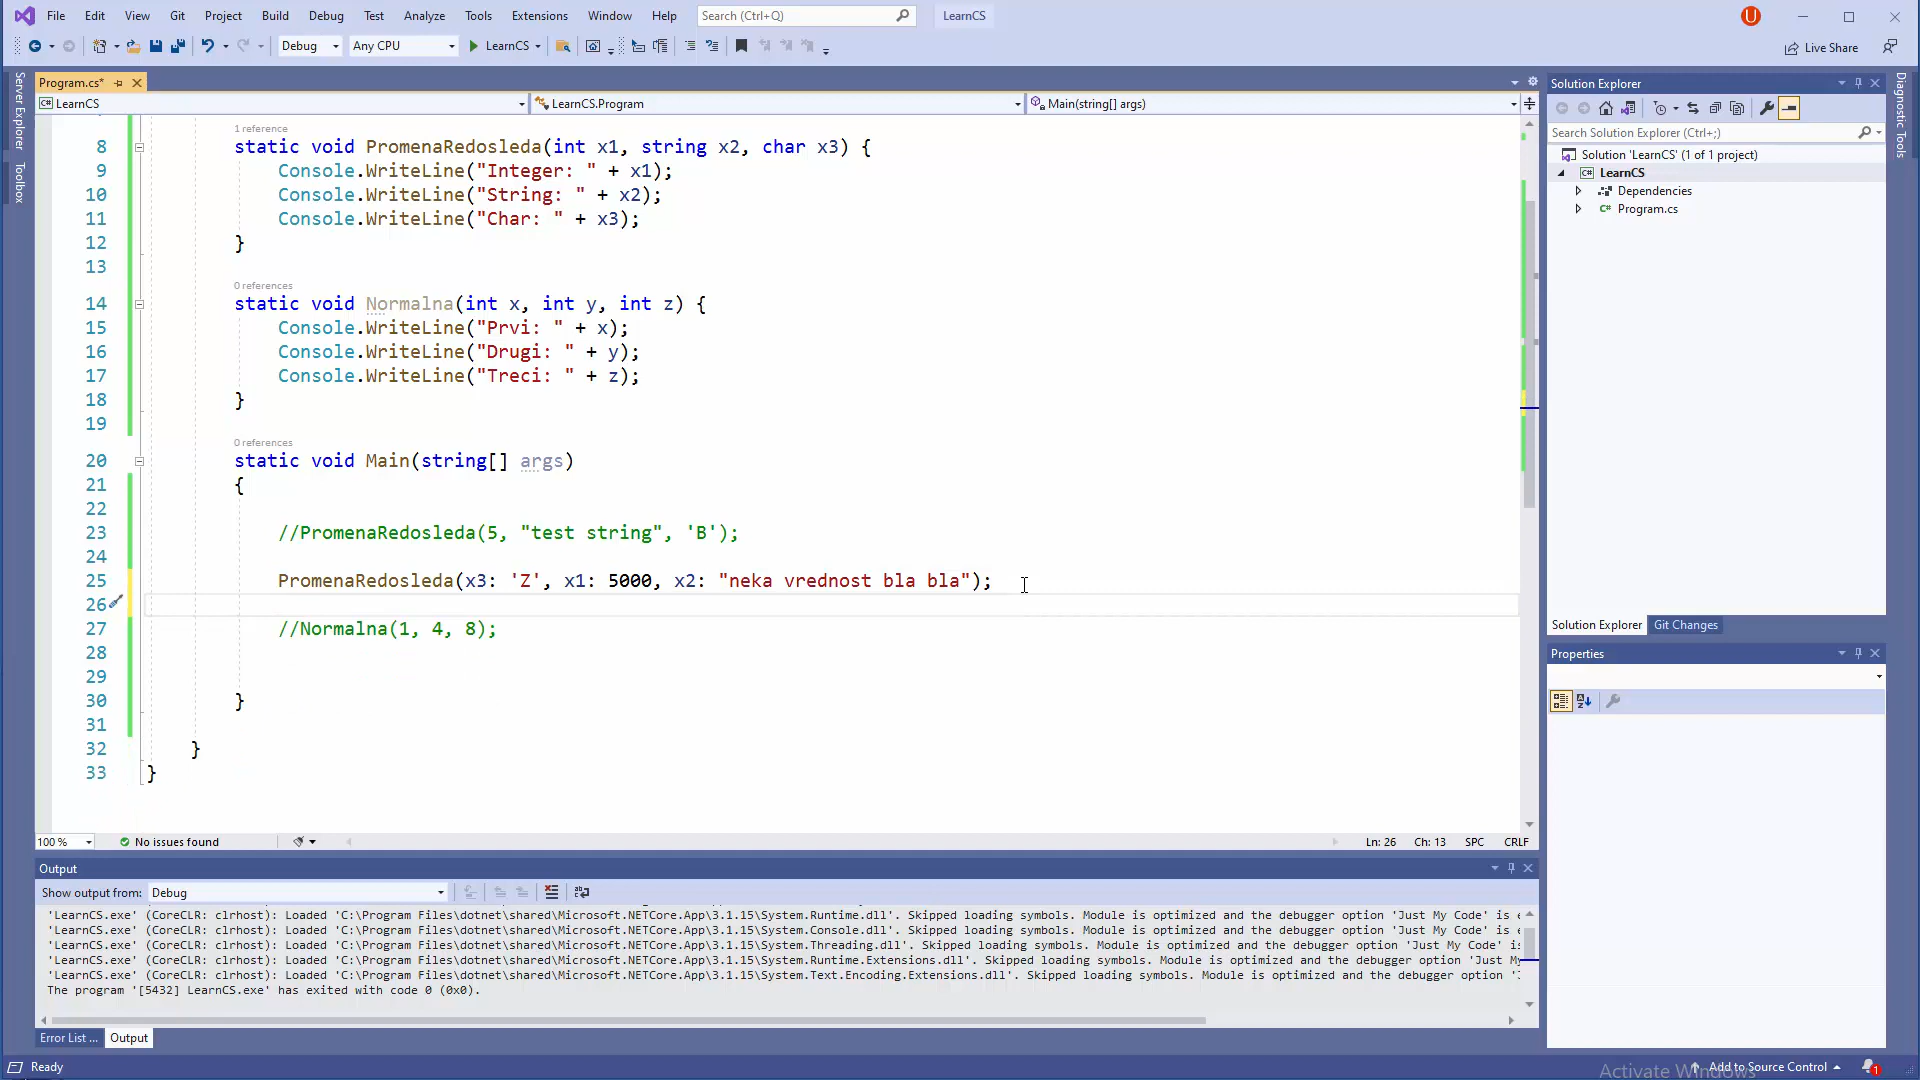 File Edit View Git Project Build Debug Test Analyze Tools Extensions Window Help Search (Ctrl+Q) LearnCS U
Debug Any CPU LearnCS Live Share
Server Explorer
Toolbox
Program.cs*
LearnCS LearnCS.Program Main(string[] args)
1 reference
8 static void PromenaRedosleda(int x1, string x2, char x3) {
9 Console.WriteLine("Integer: " + x1);
10 Console.WriteLine("String: " + x2);
11 Console.WriteLine("Char: " + x3);
12 }
13
0 references
14 static void Normalna(int x, int y, int z) {
15 Console.WriteLine("Prvi: " + x);
16 Console.WriteLine("Drugi: " + y);
17 Console.WriteLine("Treci: " + z);
18 }
19
0 references
20 static void Main(string[] args)
21 {
22
23 //PromenaRedosleda(5, "test string", 'B');
24
25 PromenaRedosleda(x3: 'Z', x1: 5000, x2: "neka vrednost bla bla");
26
27 //Normalna(1, 4, 8);
28
29
30 }
31
32 }
33 }
100 % No issues found Ln: 26 Ch: 13 SPC CRLF
Output
Show output from: Debug
'LearnCS.exe' (CoreCLR: clrhost): Loaded 'C:\Program Files\dotnet\shared\Microsoft.NETCore.App\3.1.15\System.Runtime.dll'. Skipped loading symbols. Module is optimized and the debugger option 'Just My Code' is e
'LearnCS.exe' (CoreCLR: clrhost): Loaded 'C:\Program Files\dotnet\shared\Microsoft.NETCore.App\3.1.15\System.Console.dll'. Skipped loading symbols. Module is optimized and the debugger option 'Just My Code' is e
'LearnCS.exe' (CoreCLR: clrhost): Loaded 'C:\Program Files\dotnet\shared\Microsoft.NETCore.App\3.1.15\System.Threading.dll'. Skipped loading symbols. Module is optimized and the debugger option 'Just My Code' is
'LearnCS.exe' (CoreCLR: clrhost): Loaded 'C:\Program Files\dotnet\shared\Microsoft.NETCore.App\3.1.15\System.Runtime.Extensions.dll'. Skipped loading symbols. Module is optimized and the debugger option 'Just My
'LearnCS.exe' (CoreCLR: clrhost): Loaded 'C:\Program Files\dotnet\shared\Microsoft.NETCore.App\3.1.15\System.Text.Encoding.Extensions.dll'. Skipped loading symbols. Module is optimized and the debugger option '
The program '[5432] LearnCS.exe' has exited with code 0 (0x0).
Error List ... Output
Ready
Solution Explorer
Search Solution Explorer (Ctrl+;)
Solution 'LearnCS' (1 of 1 project)
LearnCS
Dependencies
Program.cs
Solution Explorer Git Changes
Properties
Diagnostic Tools
Activate Windows
Add to Source Control 1